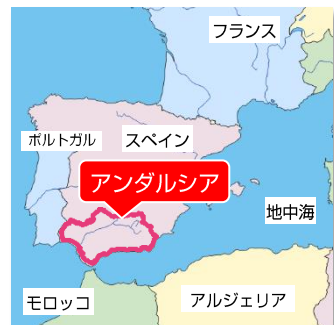 フランス
ポルトガル
スペイン
アンダルシア
地中海
モロッコ
アルジェリア